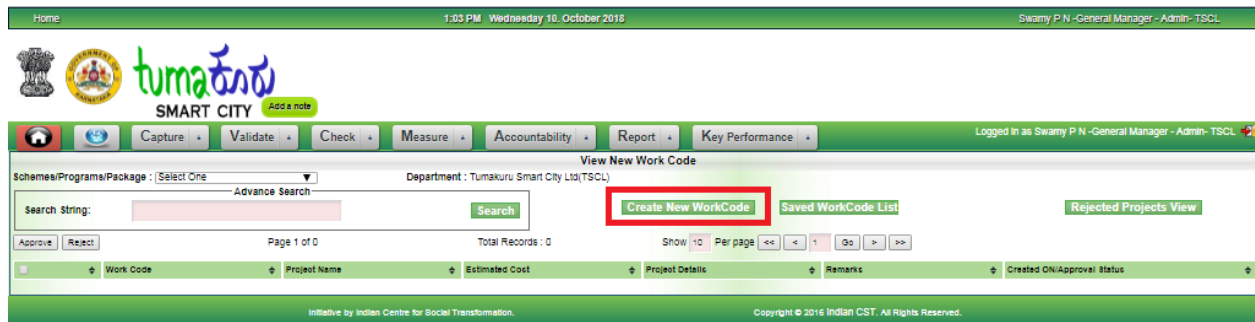 Home 1:03 PM Wednesday 10. October 2018 Swamy P N -General Manager - Admin- TSCL
tumaಕೂರು
SMART CITY Add a note
Capture Validate Check Measure Accountability Report Key Performance Logged In as Swamy P N -General Manager - Admin- TSCL
View New Work Code
Schemes/Programs/Package : Select One Department : Tumakuru Smart City Ltd(TSCL)
Advance Search
Search String: Search Create New WorkCode Saved WorkCode List Rejected Projects View
Approve Reject Page 1 of 0 Total Records : 0 Show 10 Per page << < 1 Go > >>
Work Code Project Name Estimated Cost Project Details Remarks Created ON/Approval Status
Initiative by Indian Centre for Social Transformation. Copyright © 2016 Indian CST. All Rights Reserved.